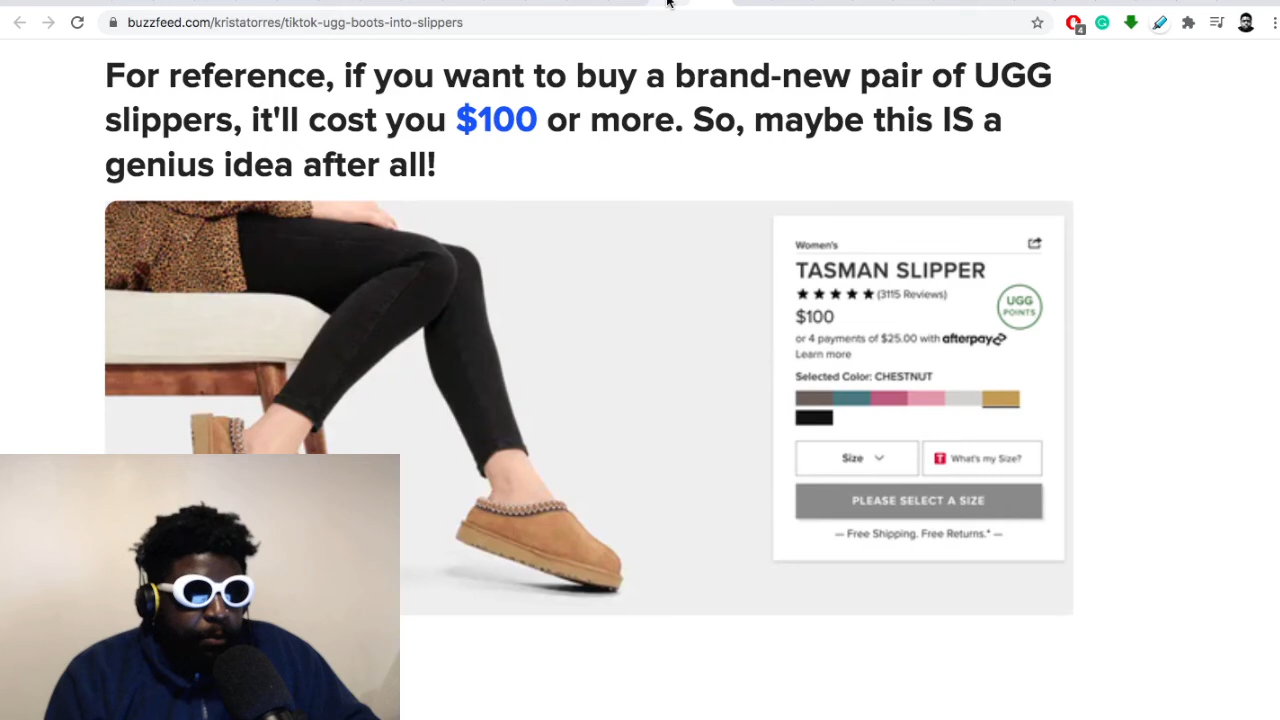 buzzfeed.com/kristatorres/tiktok-ugg-boots-into-slippers
4
For reference, if you want to buy a brand-new pair of UGG
slippers, it'll cost you $100 or more. So, maybe this IS a
genius idea after all!
Women's
TASMAN SLIPPER
(3115 Reviews)
UGG
POINTS
$100
or 4 payments of $25.00 with afterpay
Learn more
Selected Color: CHESTNUT
Size
T What's my Size?
PLEASE SELECT A SIZE
— Free Shipping. Free Returns.* —